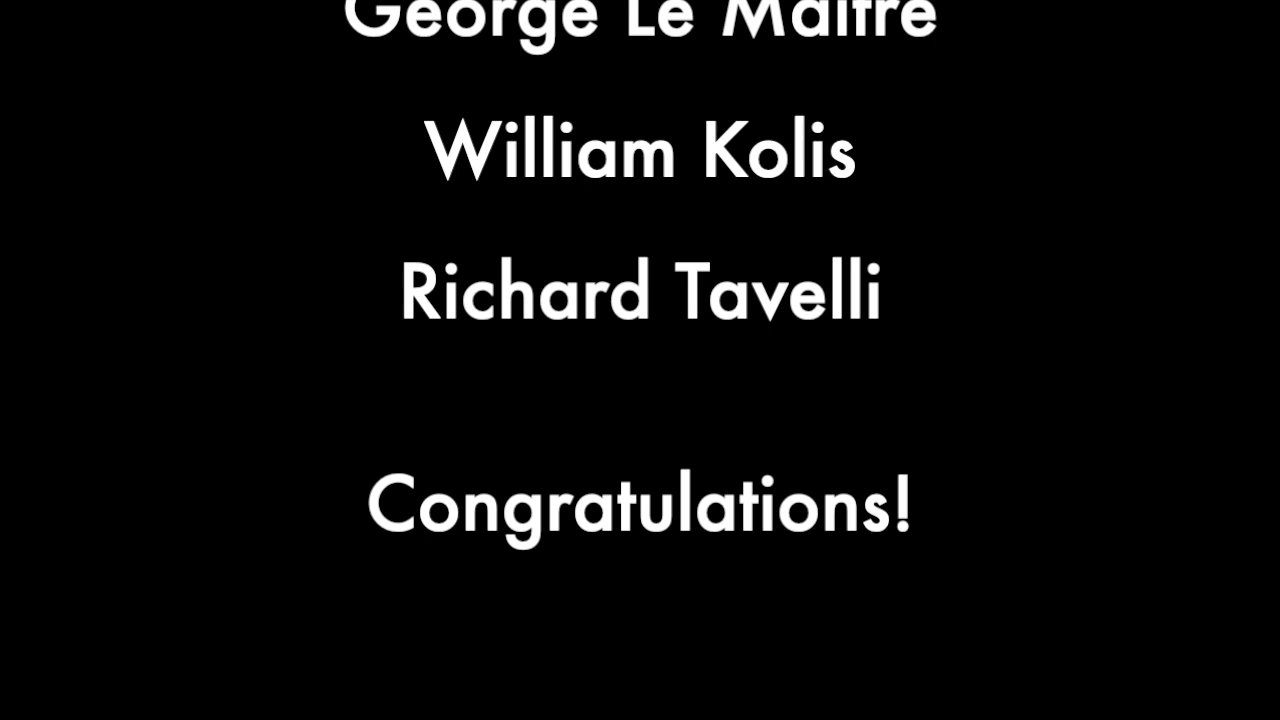 George Le Maitre
William Kolis
Richard Tavelli
Congratulations!